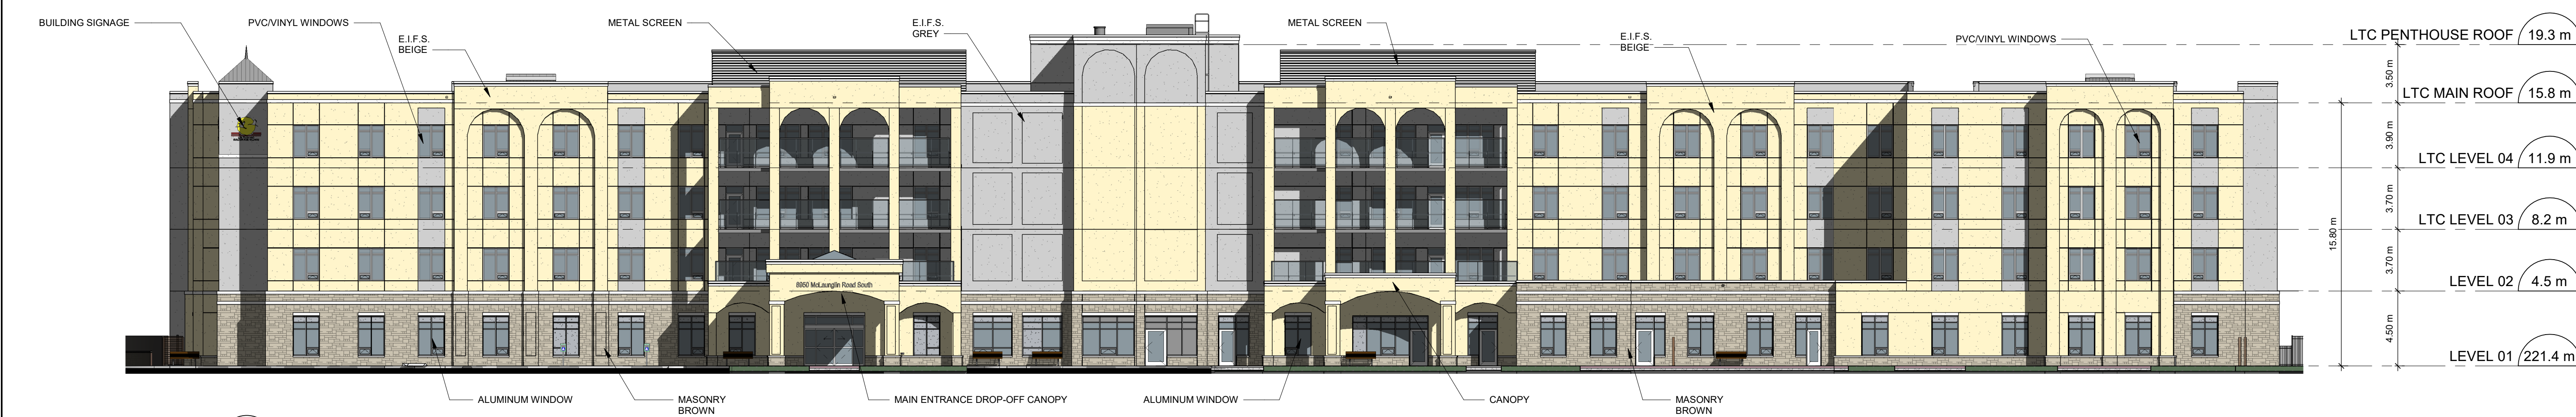 BUILDING SIGNAGE
PVC/VINYL WINDOWS
E.I.F.S.
BEIGE
METAL SCREEN
E.I.F.S.
GREY
METAL SCREEN
E.I.F.S.
BEIGE
PVC/VINYL WINDOWS
LTC PENTHOUSE ROOF 19.3 m
3.50 m
LTC MAIN ROOF 15.8 m
3.90 m
LTC LEVEL 04 11.9 m
3.70 m
LTC LEVEL 03 8.2 m
15.80 m
3.70 m
LEVEL 02 4.5 m
4.50 m
LEVEL 01 221.4 m
8950 McLaunglin Road South
ALUMINUM WINDOW
MASONRY
BROWN
MAIN ENTRANCE DROP-OFF CANOPY
ALUMINUM WINDOW
CANOPY
MASONRY
BROWN